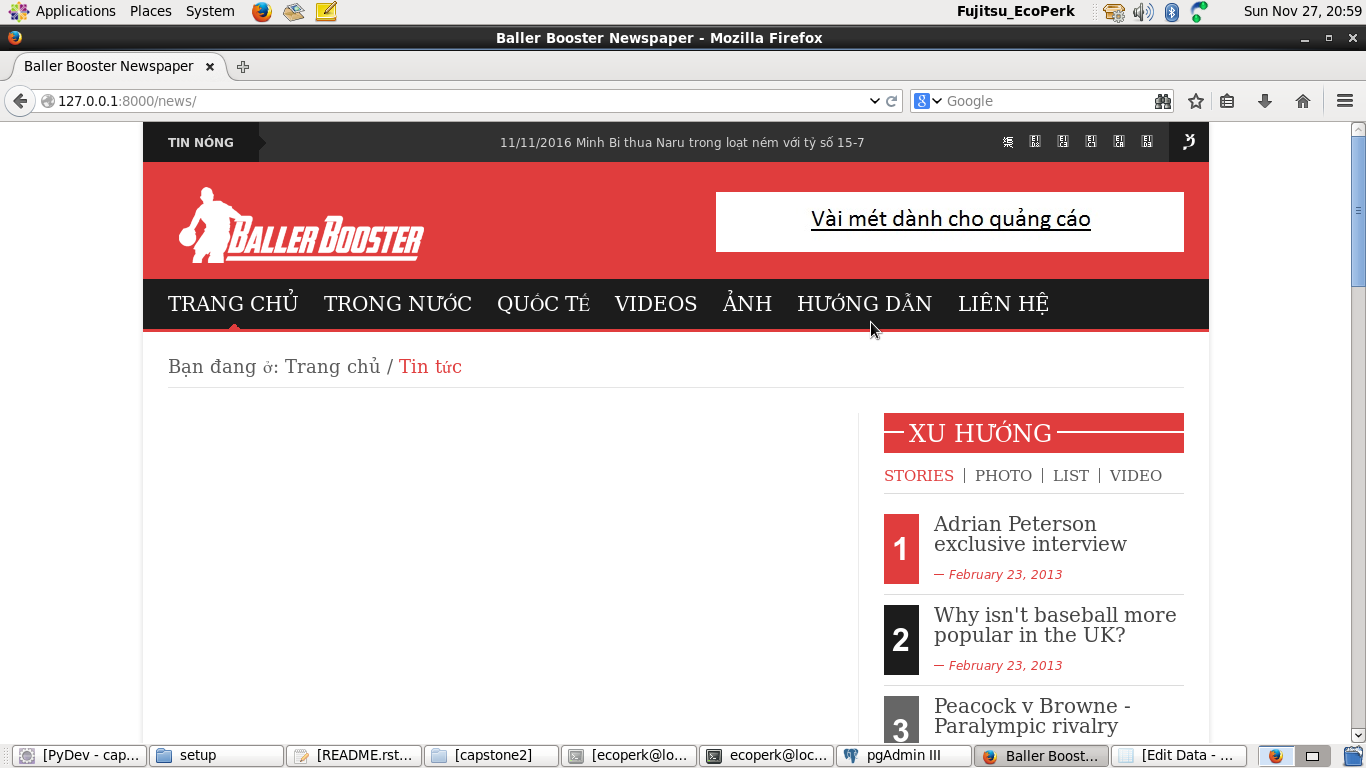 Applications Places System Fujitsu_EcoPerk Sun Nov 27, 20:59
Baller Booster Newspaper - Mozilla Firefox
Baller Booster Newspaper
127.0.0.1:8000/news/ Google
TIN NÓNG 11/11/2016 Minh Bi thua Naru trong loạt ném với tỷ số 15-7
BALLER BOOSTER
Vài mét dành cho quảng cáo
TRANG CHỦ TRONG NƯỚC QUỐC TẾ VIDEOS ẢNH HƯỚNG DẪN LIÊN HỆ
Bạn đang ở: Trang chủ / Tin tức
XU HƯỚNG
STORIES | PHOTO | LIST | VIDEO
1 Adrian Peterson
exclusive interview
— February 23, 2013
2 Why isn't baseball more
popular in the UK?
— February 23, 2013
3 Peacock v Browne -
Paralympic rivalry
[PyDev - cap... setup [README.rst... [capstone2] [ecoperk@lo... ecoperk@loc... pgAdmin III Baller Boost... [Edit Data - ...